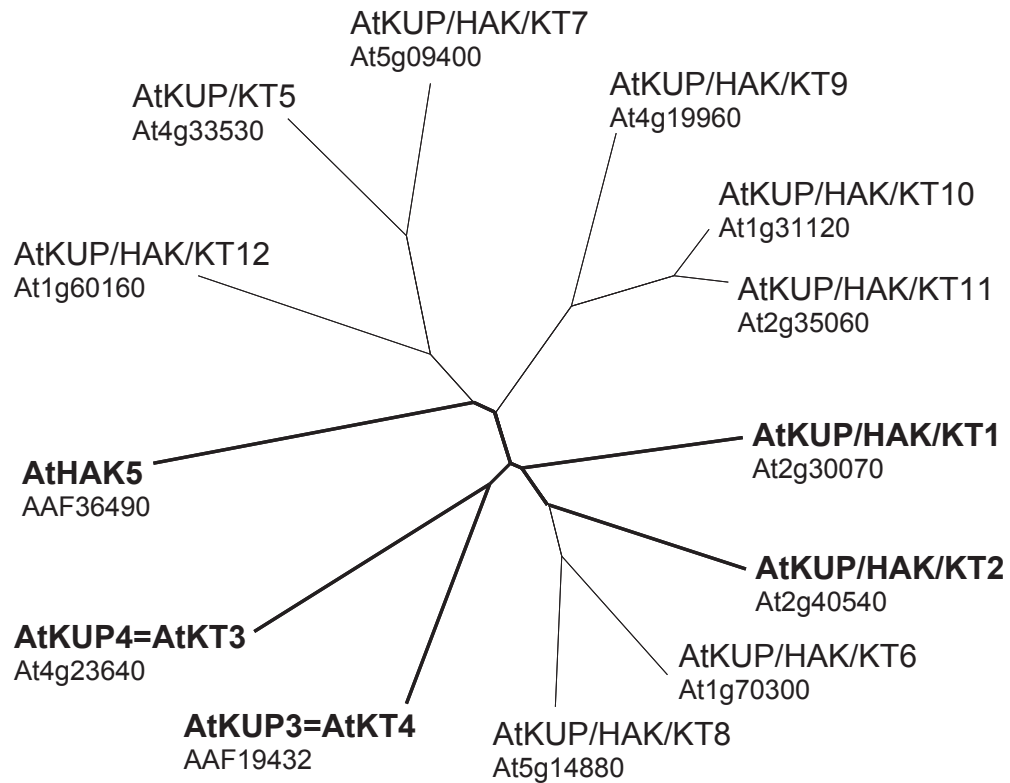 AtKUP/HAK/KT7
At5g09400
AtKUP/KT5
At4g33530
AtKUP/HAK/KT9
At4g19960
AtKUP/HAK/KT10
At1g31120
AtKUP/HAK/KT12
At1g60160
AtKUP/HAK/KT11
At2g35060
AtKUP/HAK/KT1
At2g30070
AtHAK5
AAF36490
AtKUP/HAK/KT2
At2g40540
AtKUP4=AtKT3
At4g23640
AtKUP/HAK/KT6
At1g70300
AtKUP3=AtKT4
AAF19432
AtKUP/HAK/KT8
At5g14880